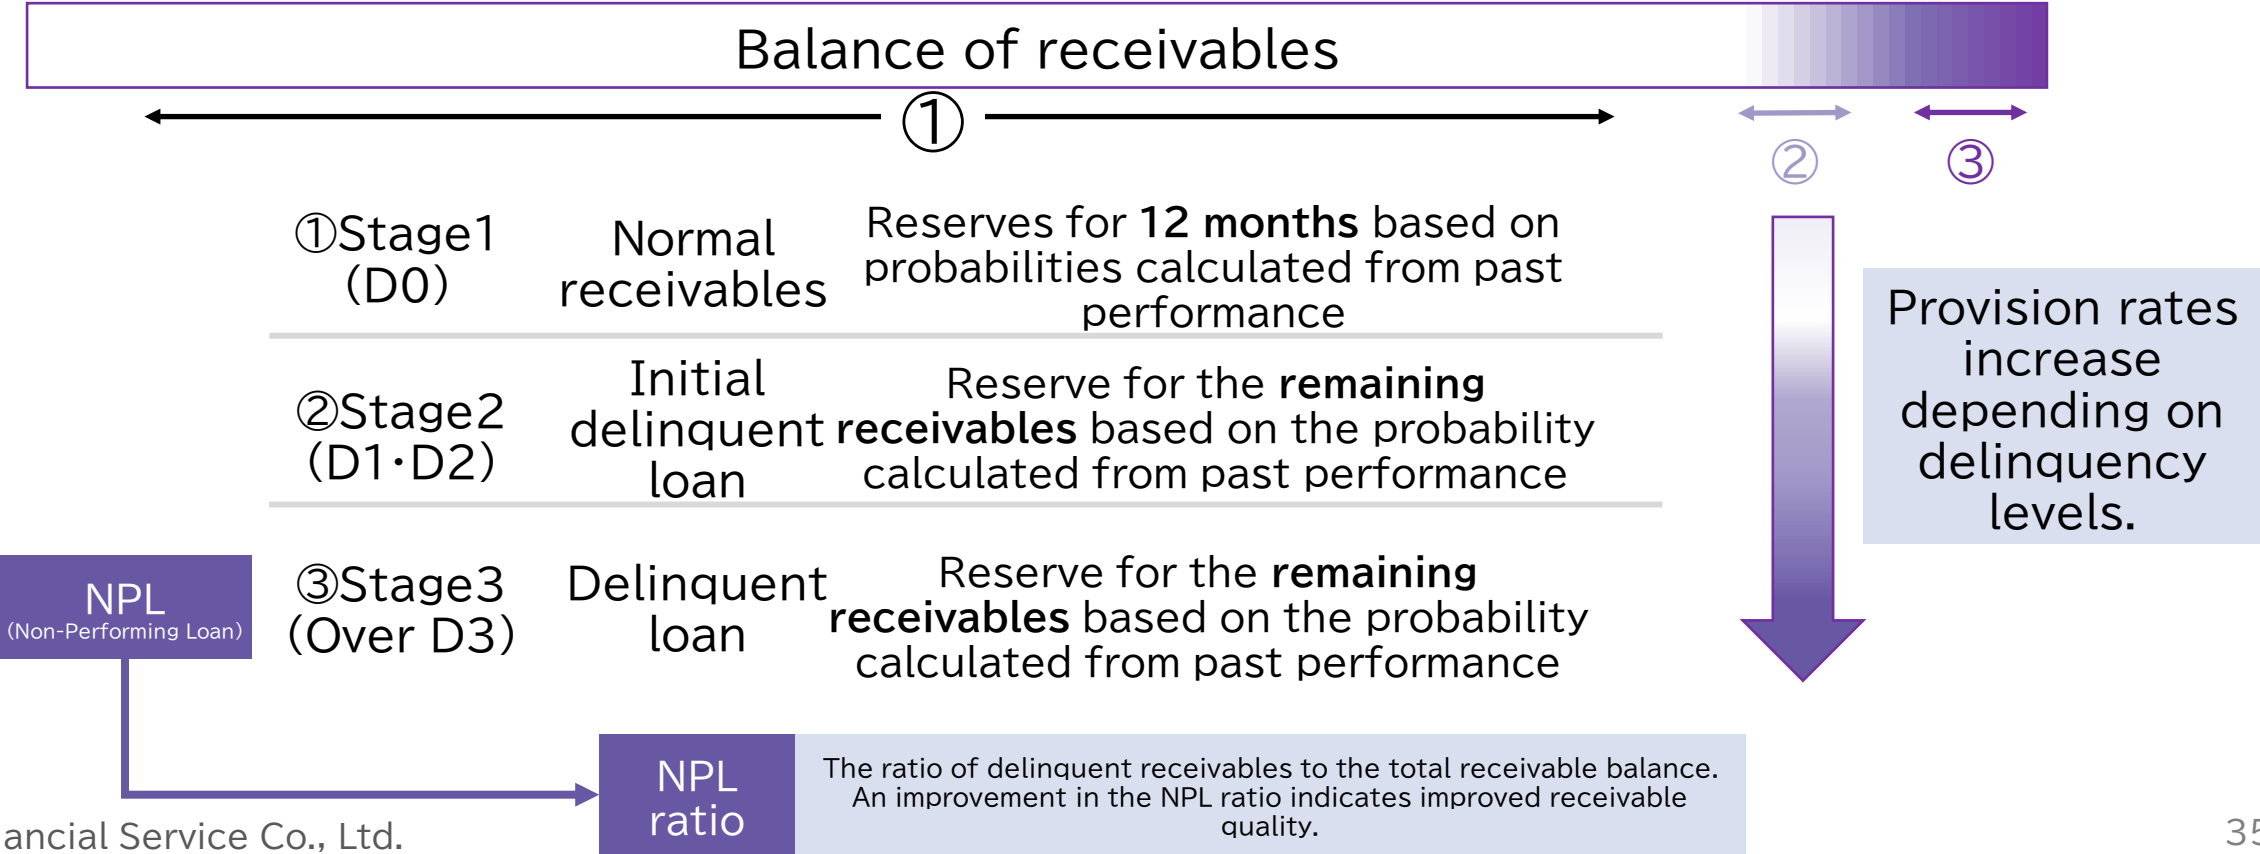 Balance of receivables
①
②
③
①Stage1
(D0)
Normal
receivables
Reserves for 12 months based on
probabilities calculated from past
performance
②Stage2
(D1・D2)
Initial
delinquent
loan
Reserve for the remaining
receivables based on the probability
calculated from past performance
③Stage3
(Over D3)
Delinquent
loan
Reserve for the remaining
receivables based on the probability
calculated from past performance
Provision rates
increase
depending on
delinquency
levels.
NPL
(Non-Performing Loan)
NPL
ratio
The ratio of delinquent receivables to the total receivable balance.
An improvement in the NPL ratio indicates improved receivable
quality.
ancial Service Co., Ltd.
35